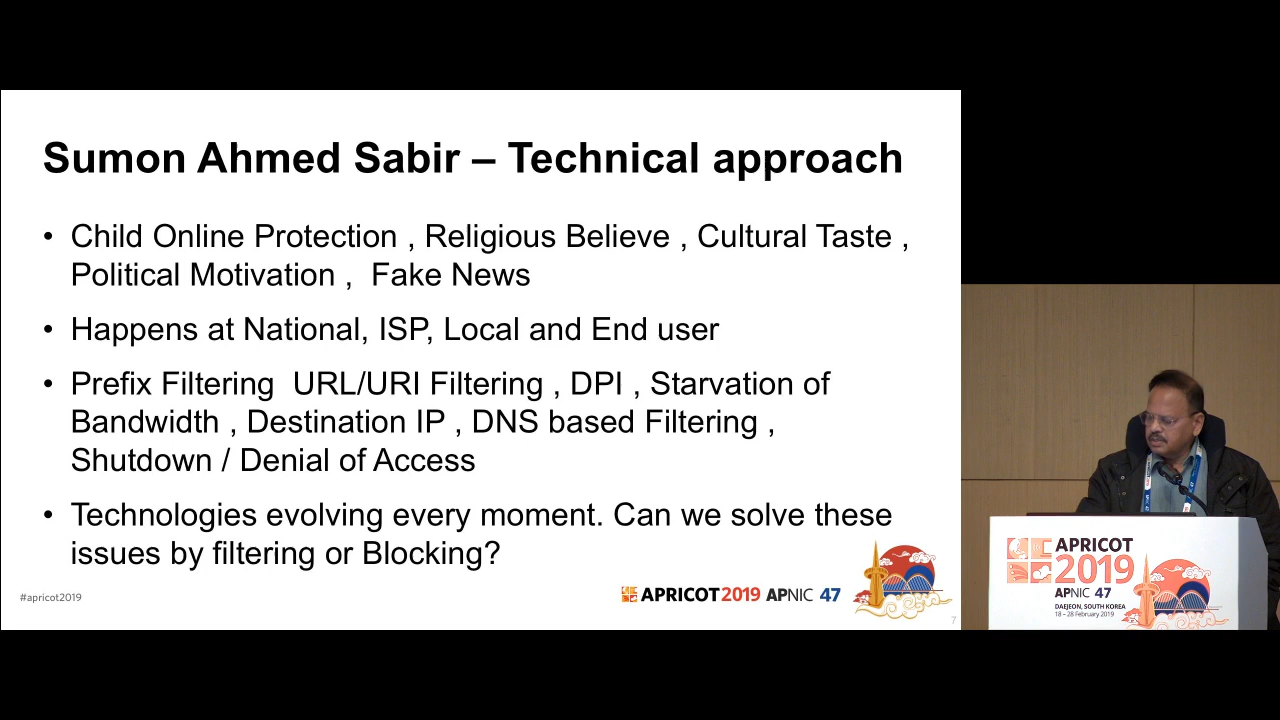 Sumon Ahmed Sabir – Technical approach
• Child Online Protection , Religious Believe , Cultural Taste ,
Political Motivation ,  Fake News
• Happens at National, ISP, Local and End user
• Prefix Filtering  URL/URI Filtering , DPI , Starvation of
Bandwidth , Destination IP , DNS based Filtering ,
Shutdown / Denial of Access
• Technologies evolving every moment. Can we solve these
issues by filtering or Blocking?
#apricot2019
APRICOT2019 APNIC 47
7
APRICOT
2019
APNIC 47
DAEJEON, SOUTH KOREA
18 – 28 February 2019